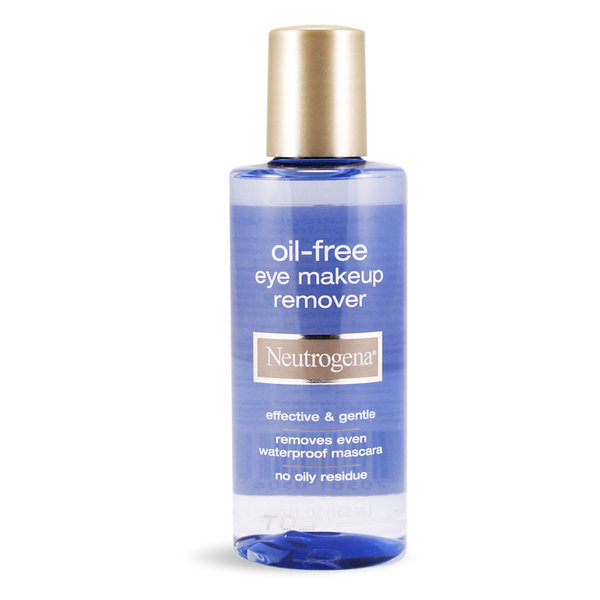 oil-free
eye makeup
remover
Neutrogena®
effective & gentle
removes even
waterproof mascara
no oily residue